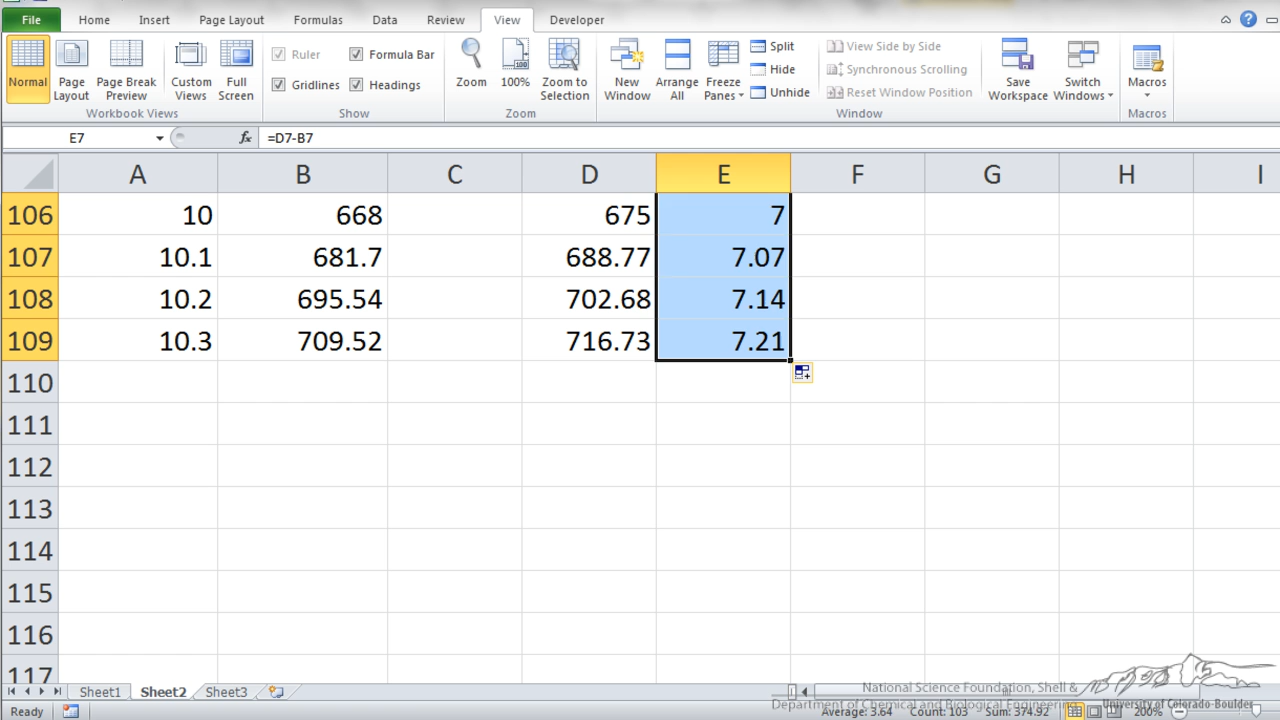 File Home Insert Page Layout Formulas Data Review View Developer
Ruler Formula Bar Split View Side by Side
Hide Synchronous Scrolling
Normal Page Layout Page Break Preview Custom Views Full Screen Gridlines Headings Zoom 100% Zoom to Selection New Window Arrange All Freeze Panes Unhide Reset Window Position Save Workspace Switch Windows Macros
Workbook Views Show Zoom Window Macros
E7 fx =D7-B7
A B C D E F G H I
106 10 668 675 7
107 10.1 681.7 688.77 7.07
108 10.2 695.54 702.68 7.14
109 10.3 709.52 716.73 7.21
110
111
112
113
114
115
116
117
Sheet1 Sheet2 Sheet3
National Science Foundation, Shell &
Department of Chemical and Biological Engineering University of Colorado Boulder
Ready Average: 3.64 Count: 103 Sum: 374.92 200%